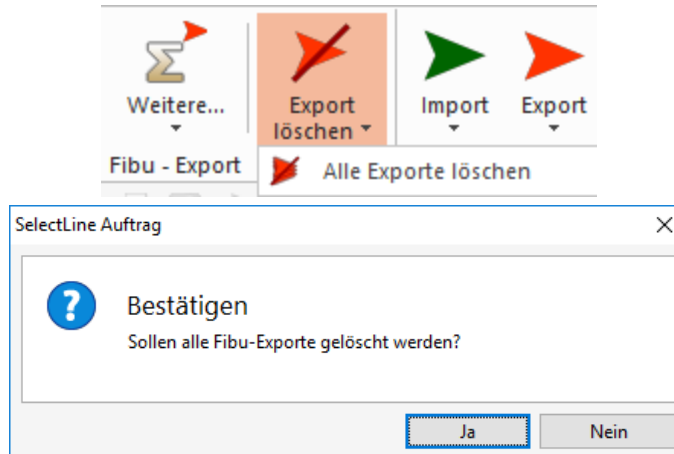 Weitere...
Export
löschen
Import
Export
Fibu - Export
Alle Exporte löschen
SelectLine Auftrag
Bestätigen
Sollen alle Fibu-Exporte gelöscht werden?
Ja
Nein